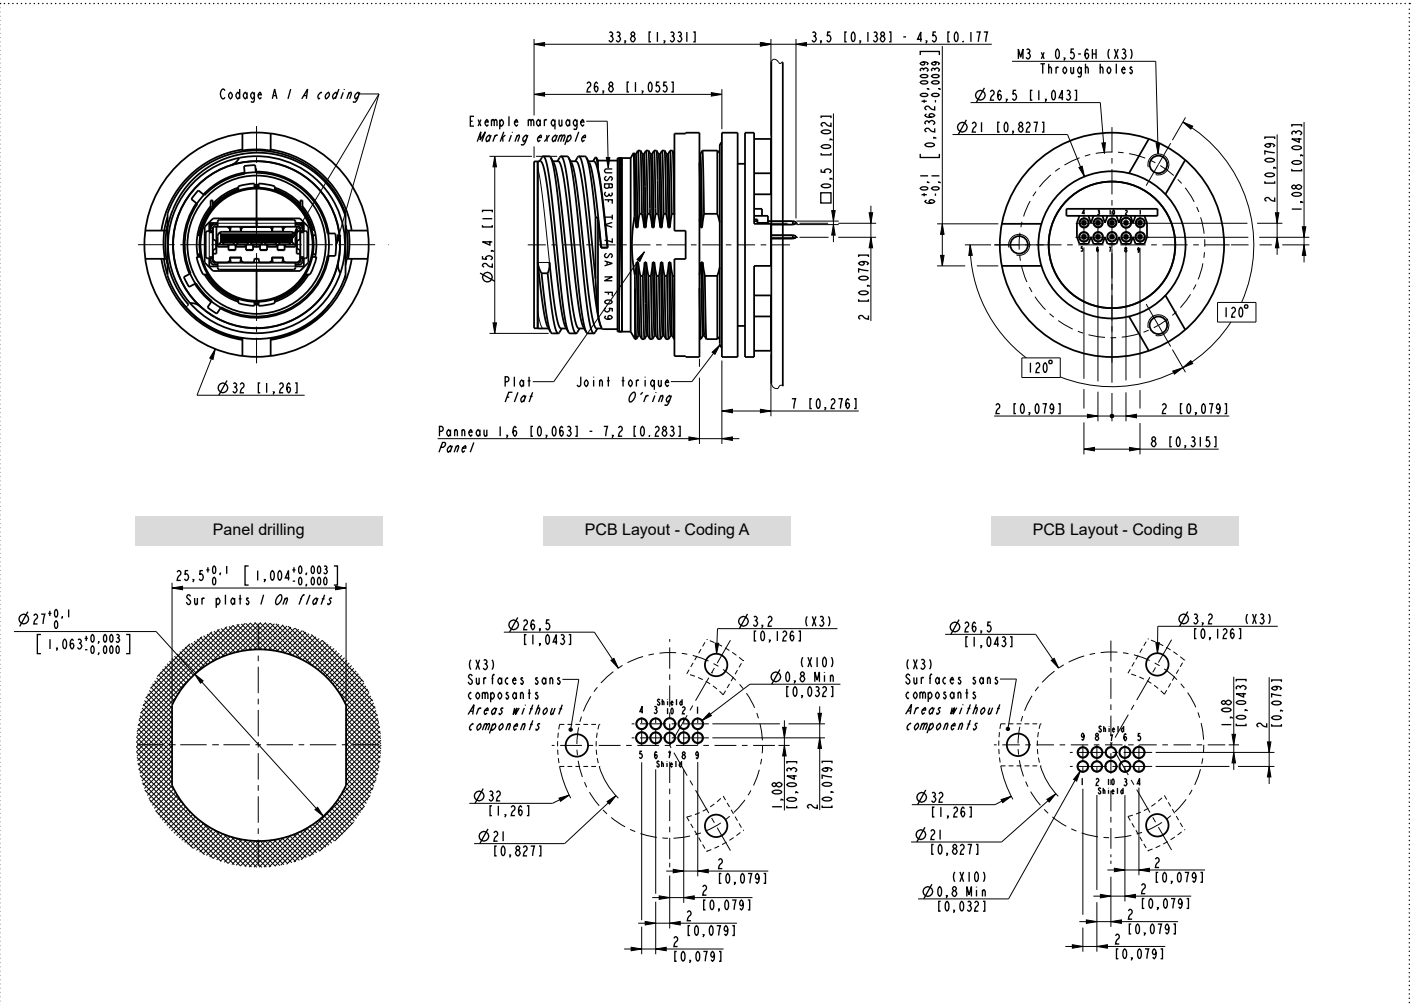 Codage A / A coding
Ø32 [1,26]
33,8 [1,331]
3,5 [0,138] - 4,5 [0.177
26,8 [1,055]
Exemple marquage
Marking example
Ø25,4 [1]
USB3F TV 7 SA N F059
□0,5 [0,02]
2 [0,079]
Plat
Flat
Joint torique
O'ring
7 [0,276]
Panneau 1,6 [0,063] - 7,2 [0.283]
Panel
M3 x 0,5-6H (X3)
Through holes
Ø26,5 [1,043]
Ø21 [0,827]
6 +0,1 -0,1 [ 0,2362 +0,0039 -0,0039 ]
2 [0,079]
1,08 [0,043]
4 3 10 2 1
5 6 7 8 9
120°
120°
2 [0,079]
2 [0,079]
8 [0,315]
Panel drilling
25,5 +0,1 0 [ 1,004 +0,003 -0,000 ]
Sur plats / On flats
Ø27 +0,1 0
[ 1,063 +0,003 -0,000 ]
PCB Layout - Coding A
Ø26,5
[1,043]
Ø3,2 (X3)
[0,126]
(X3)
Surfaces sans
composants
Areas without
components
(X10)
Ø0,8 Min
[0,032]
Shield
4 3 10 2 1
5 6 7 8 9
Shield
1,08
[0,043]
2
[0,079]
Ø32
[1,26]
Ø21
[0,827]
2
[0,079]
2
[0,079]
2
[0,079]
2
[0,079]
PCB Layout - Coding B
Ø26,5
[1,043]
Ø3,2 (X3)
[0,126]
(X3)
Surfaces sans
composants
Areas without
components
1,08
[0,043]
2
[0,079]
Shield
9 8 7 6 5
1 2 10 3 4
Shield
Ø32
[1,26]
Ø21
[0,827]
(X10)
Ø0,8 Min
[0,032]
2
[0,079]
2
[0,079]
2
[0,079]
2
[0,079]